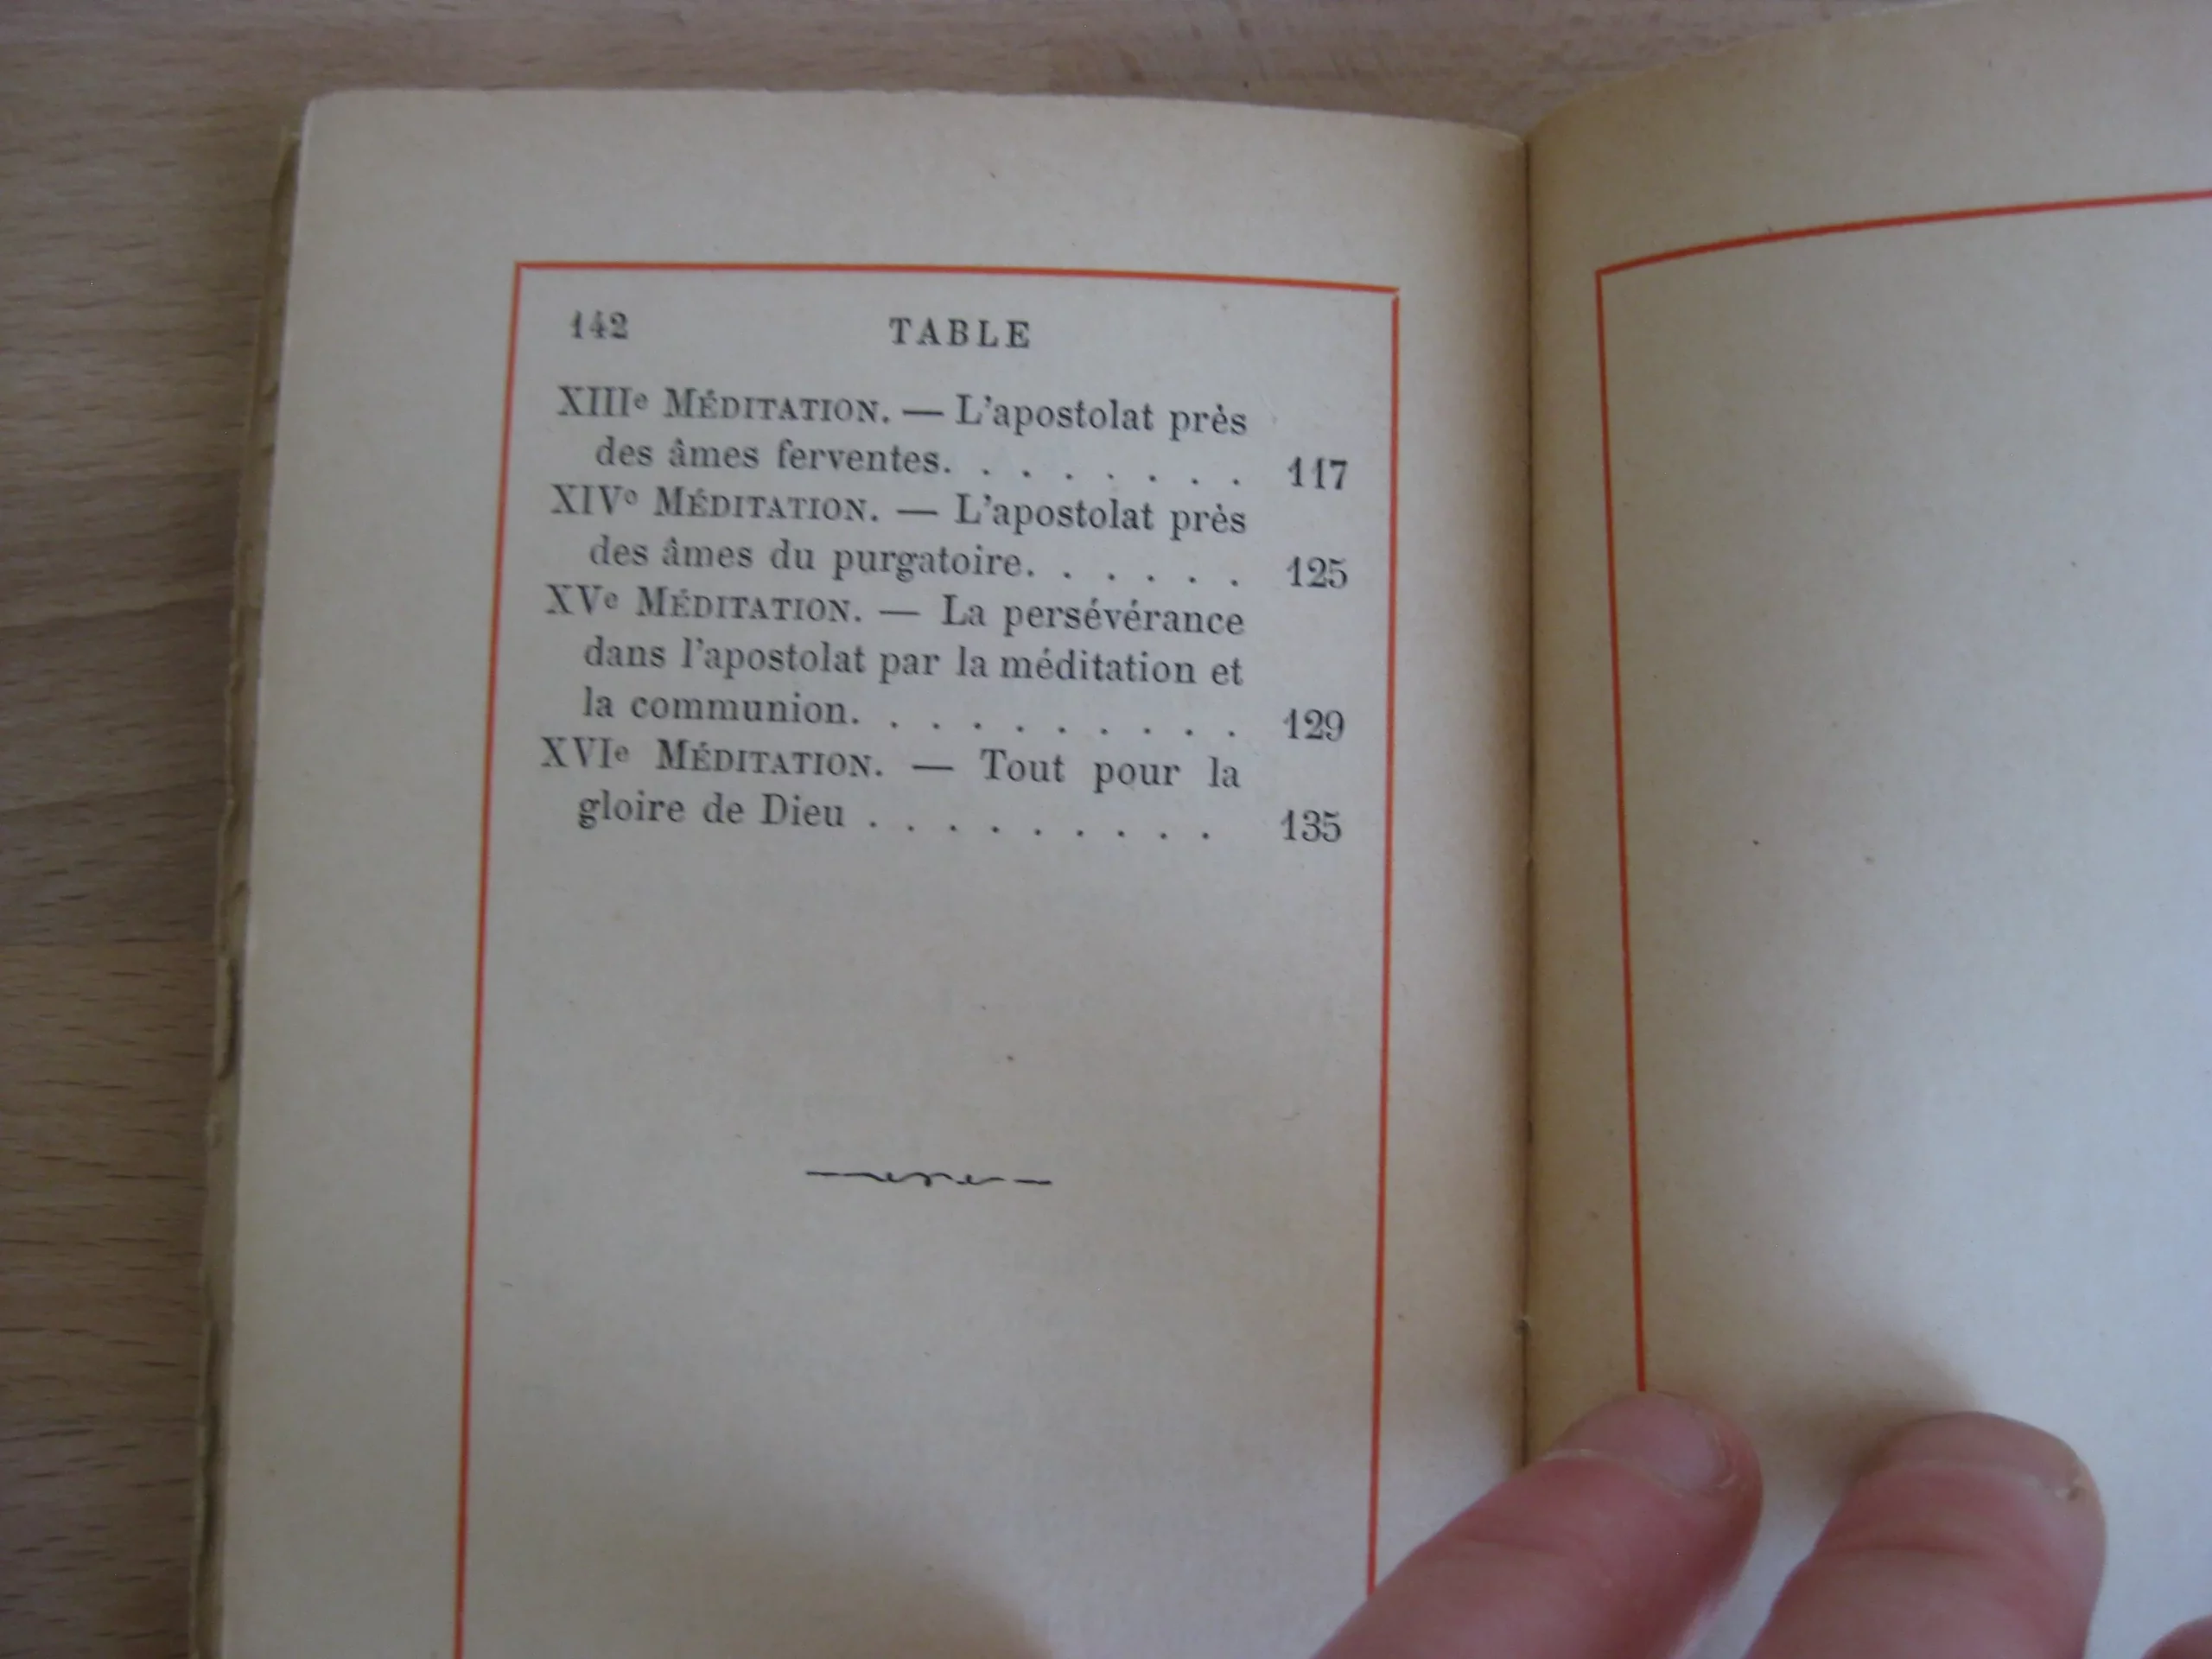 142 TABLE
XIIIe MÉDITATION. — L'apostolat près
des âmes ferventes. . . . . . . . 117
XIVe MÉDITATION. — L'apostolat près
des âmes du purgatoire. . . . . . 125
XVe MÉDITATION. — La persévérance
dans l'apostolat par la méditation et
la communion. . . . . . . . . . 129
XVIe MÉDITATION. — Tout pour la
gloire de Dieu . . . . . . . . . 135